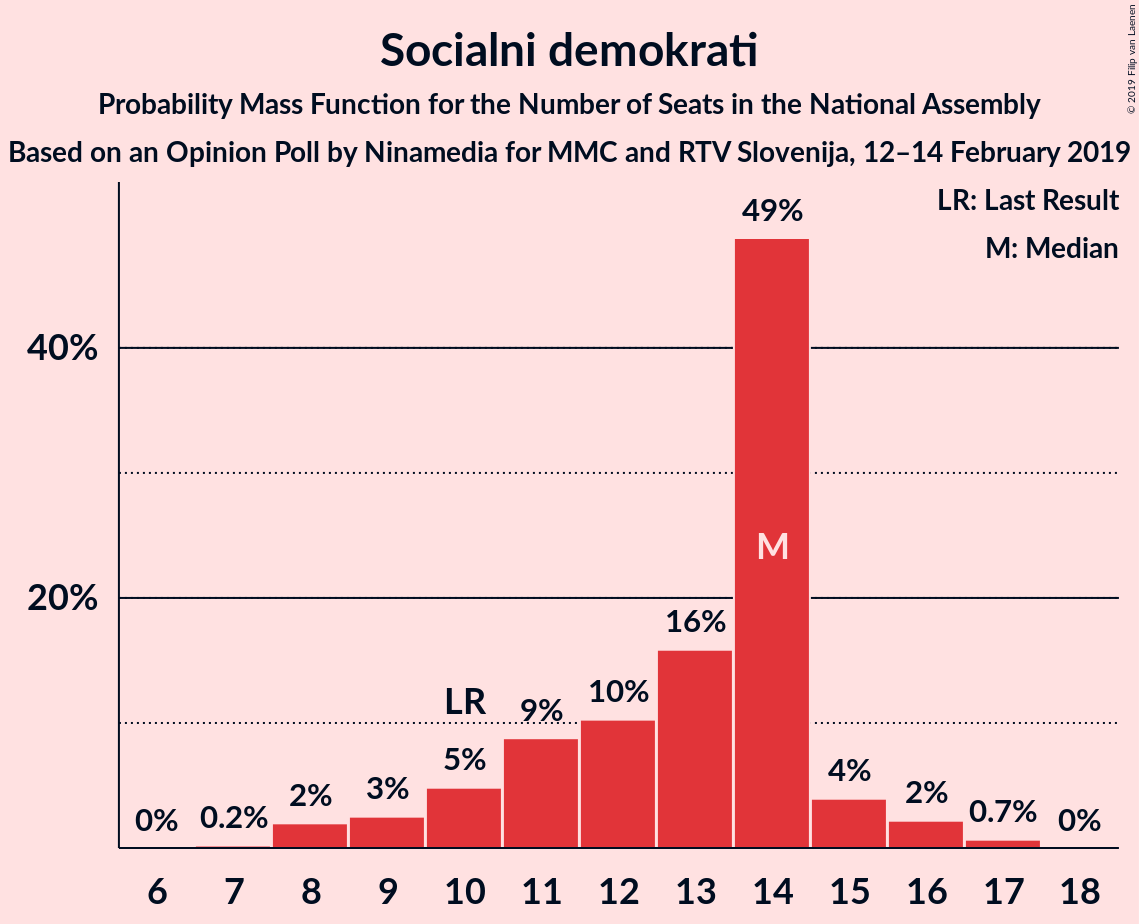 Socialni demokrati
Probability Mass Function for the Number of Seats in the National Assembly
Based on an Opinion Poll by Ninamedia for MMC and RTV Slovenija, 12–14 February 2019
© 2019 Filip van Laenen
LR: Last Result
M: Median
49%
40%
M
20%
16%
LR
10%
9%
5%
4%
3%
2%
2%
0.7%
0.2%
0%
0%
6 7 8 9 10 11 12 13 14 15 16 17 18